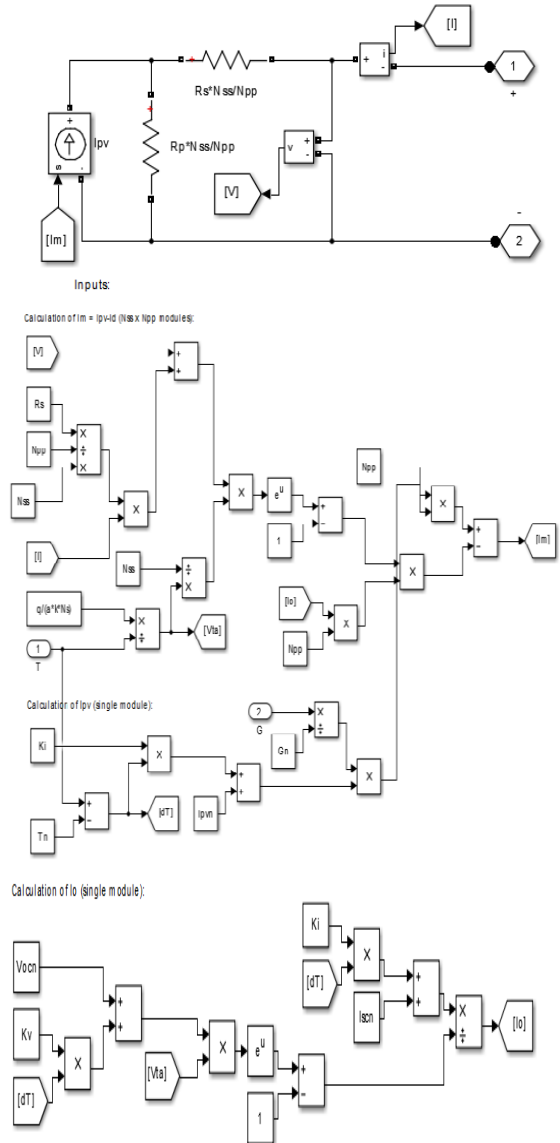 [I]
+
i
-
1
+
Rs*Nss/Npp
+
Ipv
s
-
Rp*Nss/Npp
v
+
-
[V]
[Im]
-
2
Inputs:
Calculation of Im = Ipv-Id (Nss x Npp modules):
[V]
+
+
Rs
Npp
×
÷
×
Npp
Nss
×
×
e^u
×
+
-
[Im]
[I]
1
+
-
Nss
÷
×
×
[Io]
q/(a*k*Ns)
×
÷
[Vta]
×
Npp
1
T
Calculation of Ipv (single module):
2
G
×
÷
Ki
Gn
×
×
+
+
+
-
[dT]
Ipvn
Tn
Calculation of Io (single module):
Ki
×
Vocn
[dT]
+
+
+
+
Iscn
×
÷
[Io]
Kv
×
×
e^u
[dT]
[Vta]
+
-
1